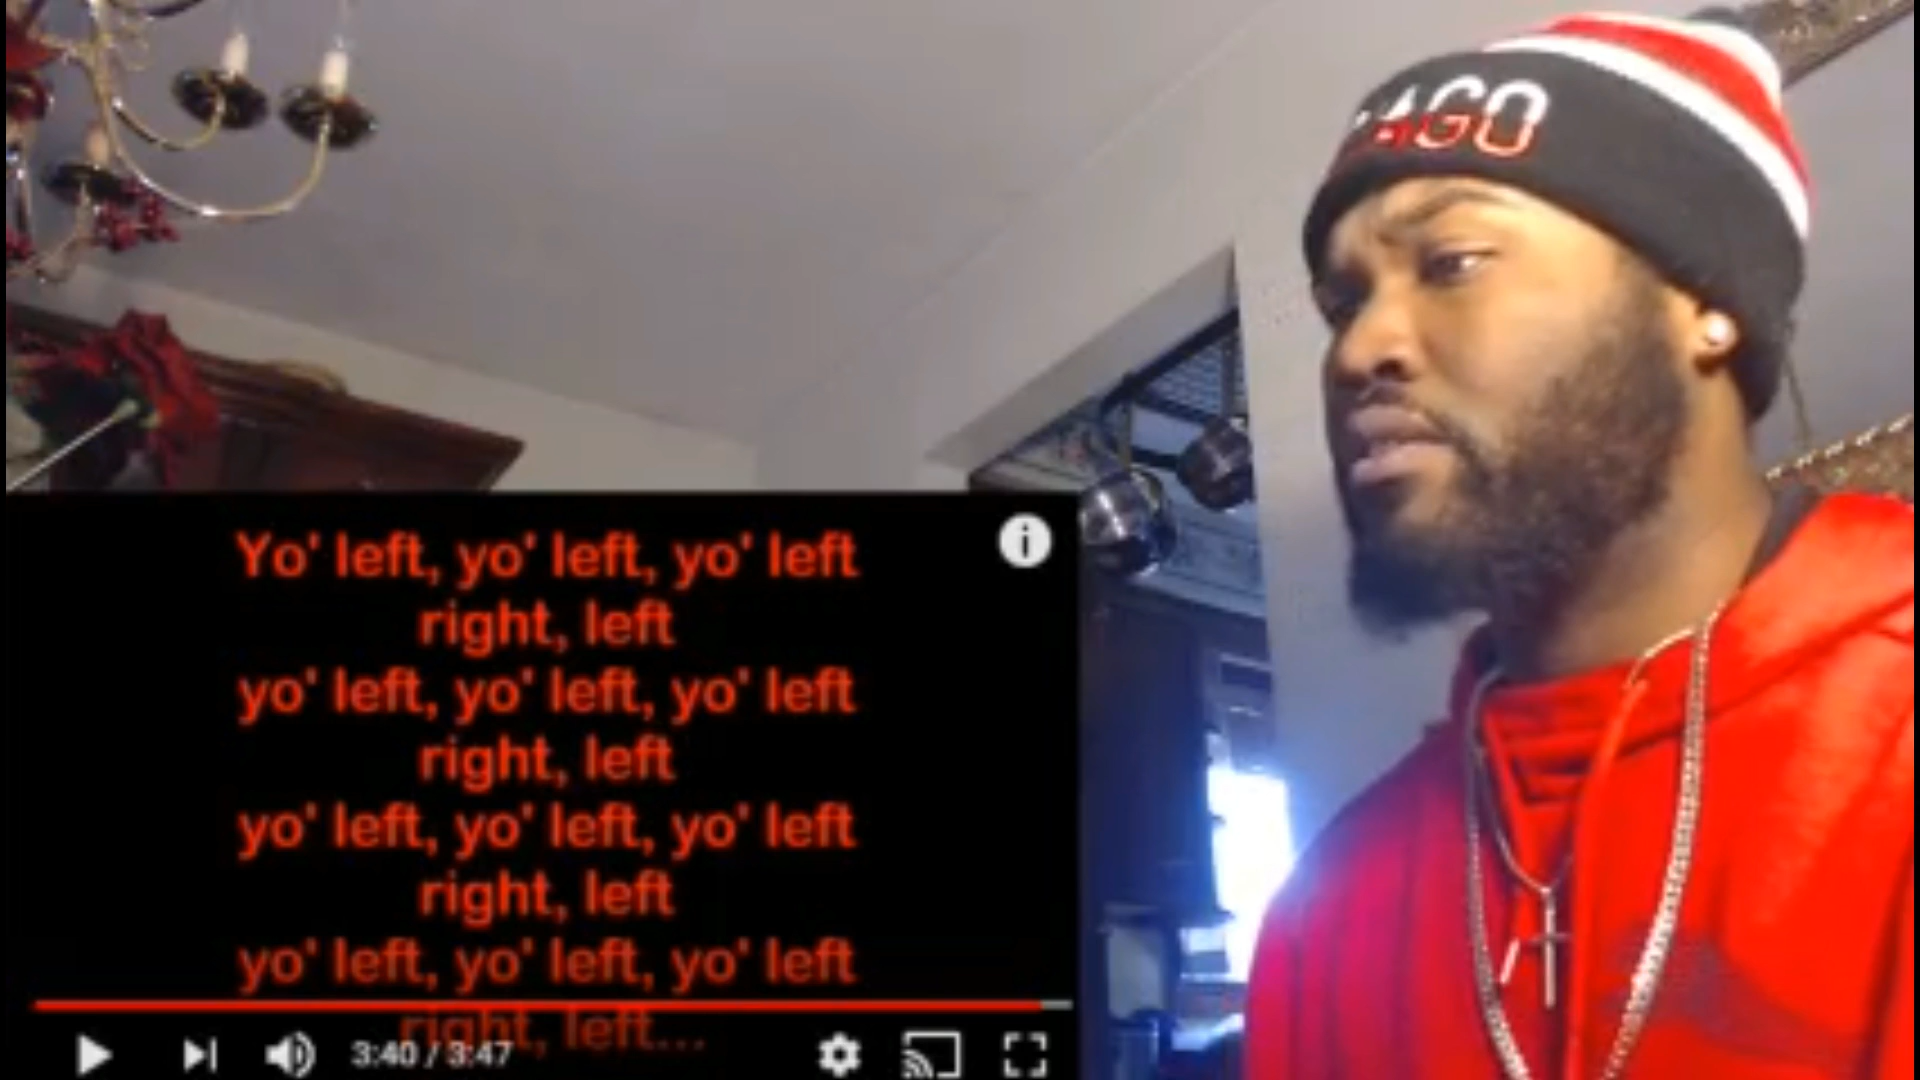 AGO
Yo' left, yo' left, yo' left
right, left
yo' left, yo' left, yo' left
right, left
yo' left, yo' left, yo' left
right, left
yo' left, yo' left, yo' left
right, left...
3:40 / 3:47